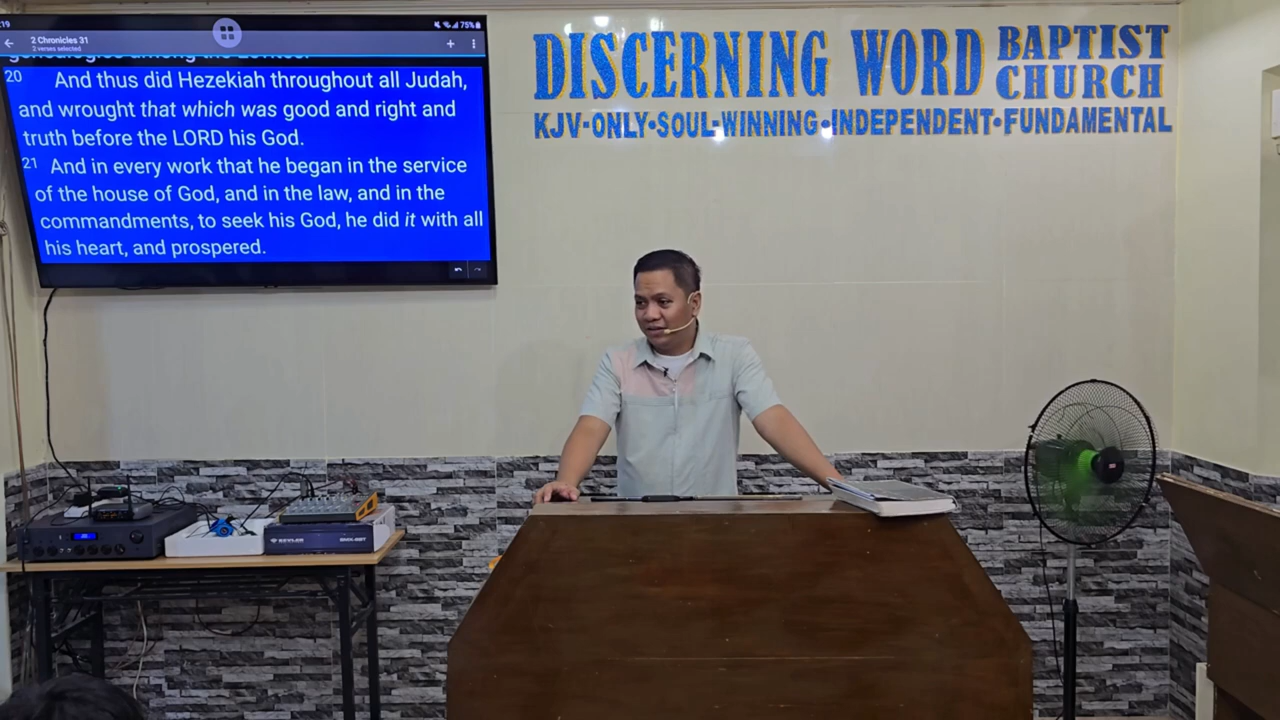 :19
75%
2 Chronicles 31
2 verses selected
20 And thus did Hezekiah throughout all Judah,
and wrought that which was good and right and
truth before the LORD his God.
21 And in every work that he began in the service
of the house of God, and in the law, and in the
commandments, to seek his God, he did it with all
his heart, and prospered.
DISCERNING WORD BAPTIST
CHURCH
KJV-ONLY•SOUL-WINNING•INDEPENDENT•FUNDAMENTAL
KEVLER